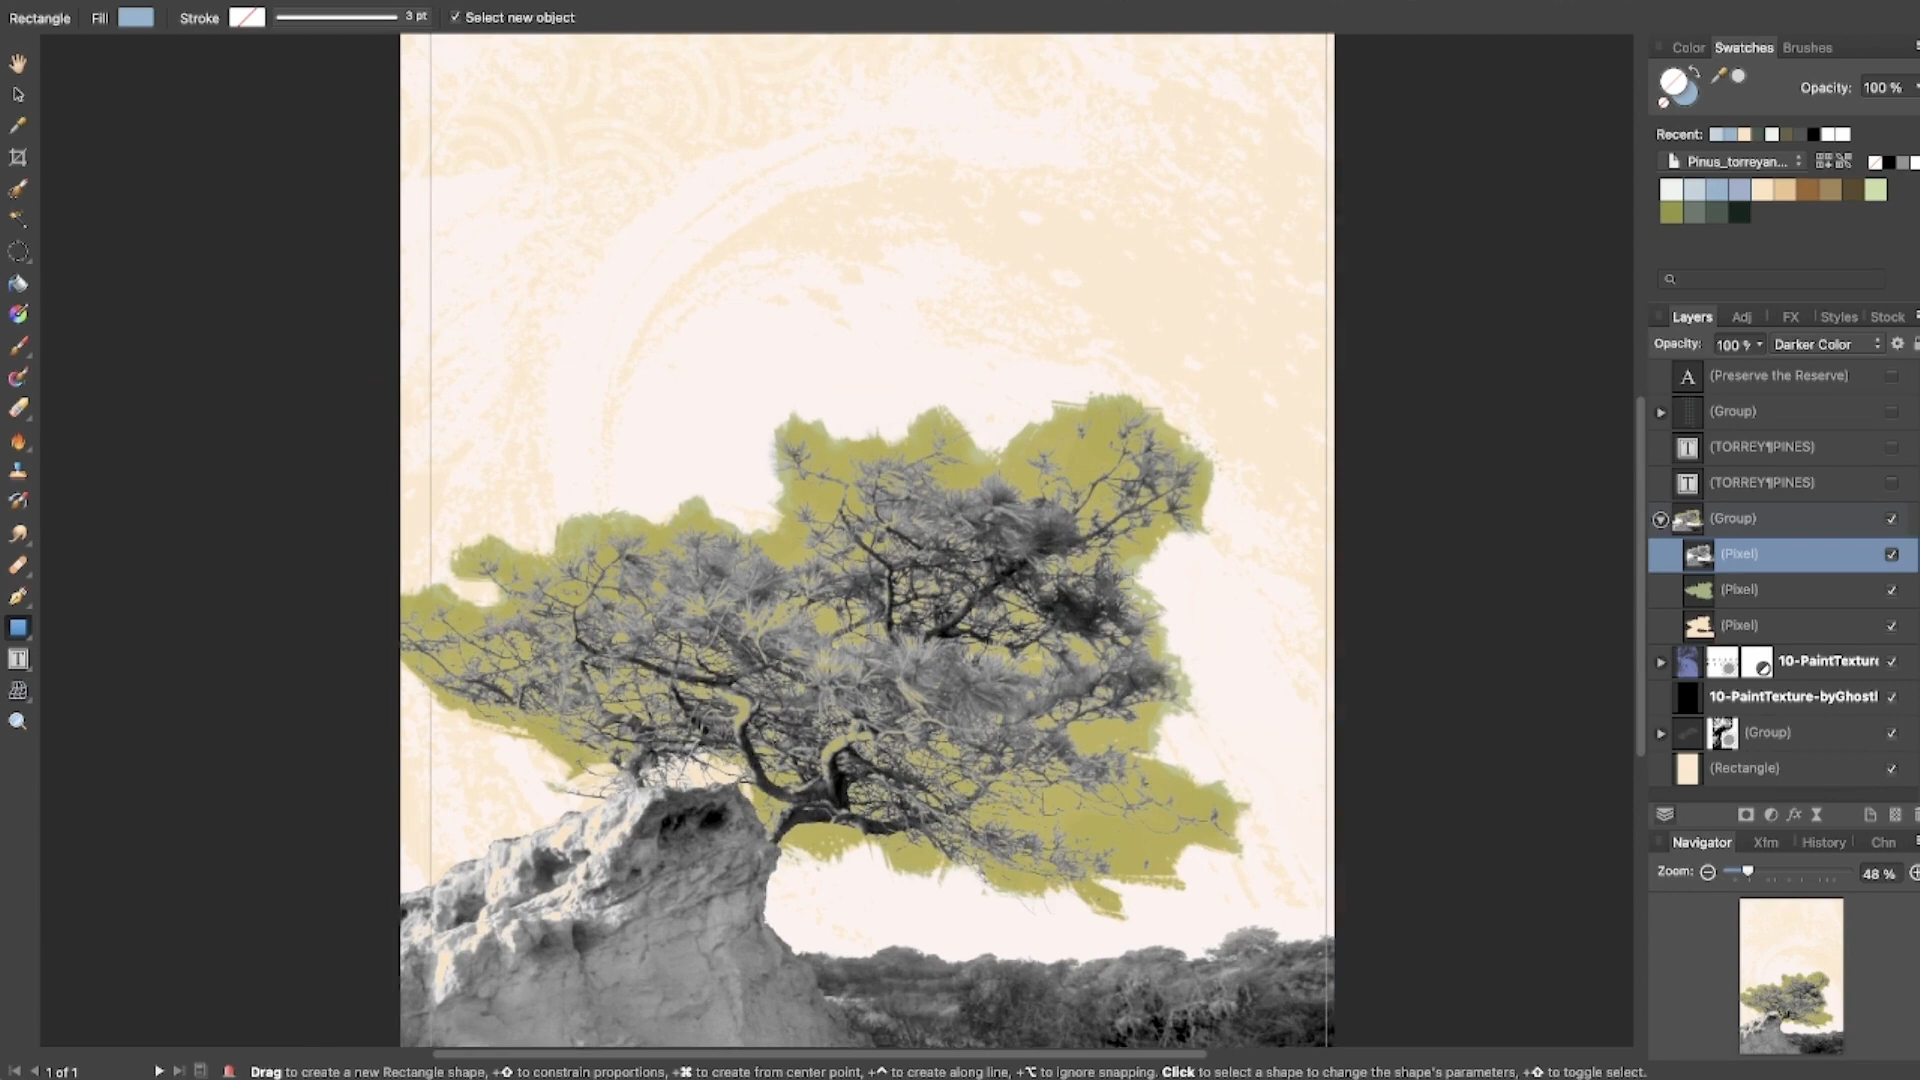 Rectangle Fill Stroke 3 pt Select new object
Color Swatches Brushes
Opacity: 100 %
Recent:
Pinus_torreyan...
Layers Adj FX Styles Stock
Opacity: 100 % Darker Color
A (Preserve the Reserve)
(Group)
T (TORREY¶PINES)
T (TORREY¶PINES)
(Group)
(Pixel)
(Pixel)
(Pixel)
10-PaintTexture
10-PaintTexture-byGhostl
(Group)
(Rectangle)
fx
Navigator Xfm History Chn
Zoom: 48 %
T
1 of 1 Drag to create a new Rectangle shape, +⇧ to constrain proportions, +⌘ to create from center point, +^ to create along line, +⌥ to ignore snapping. Click to select a shape to change the shape's parameters, +⇧ to toggle select.